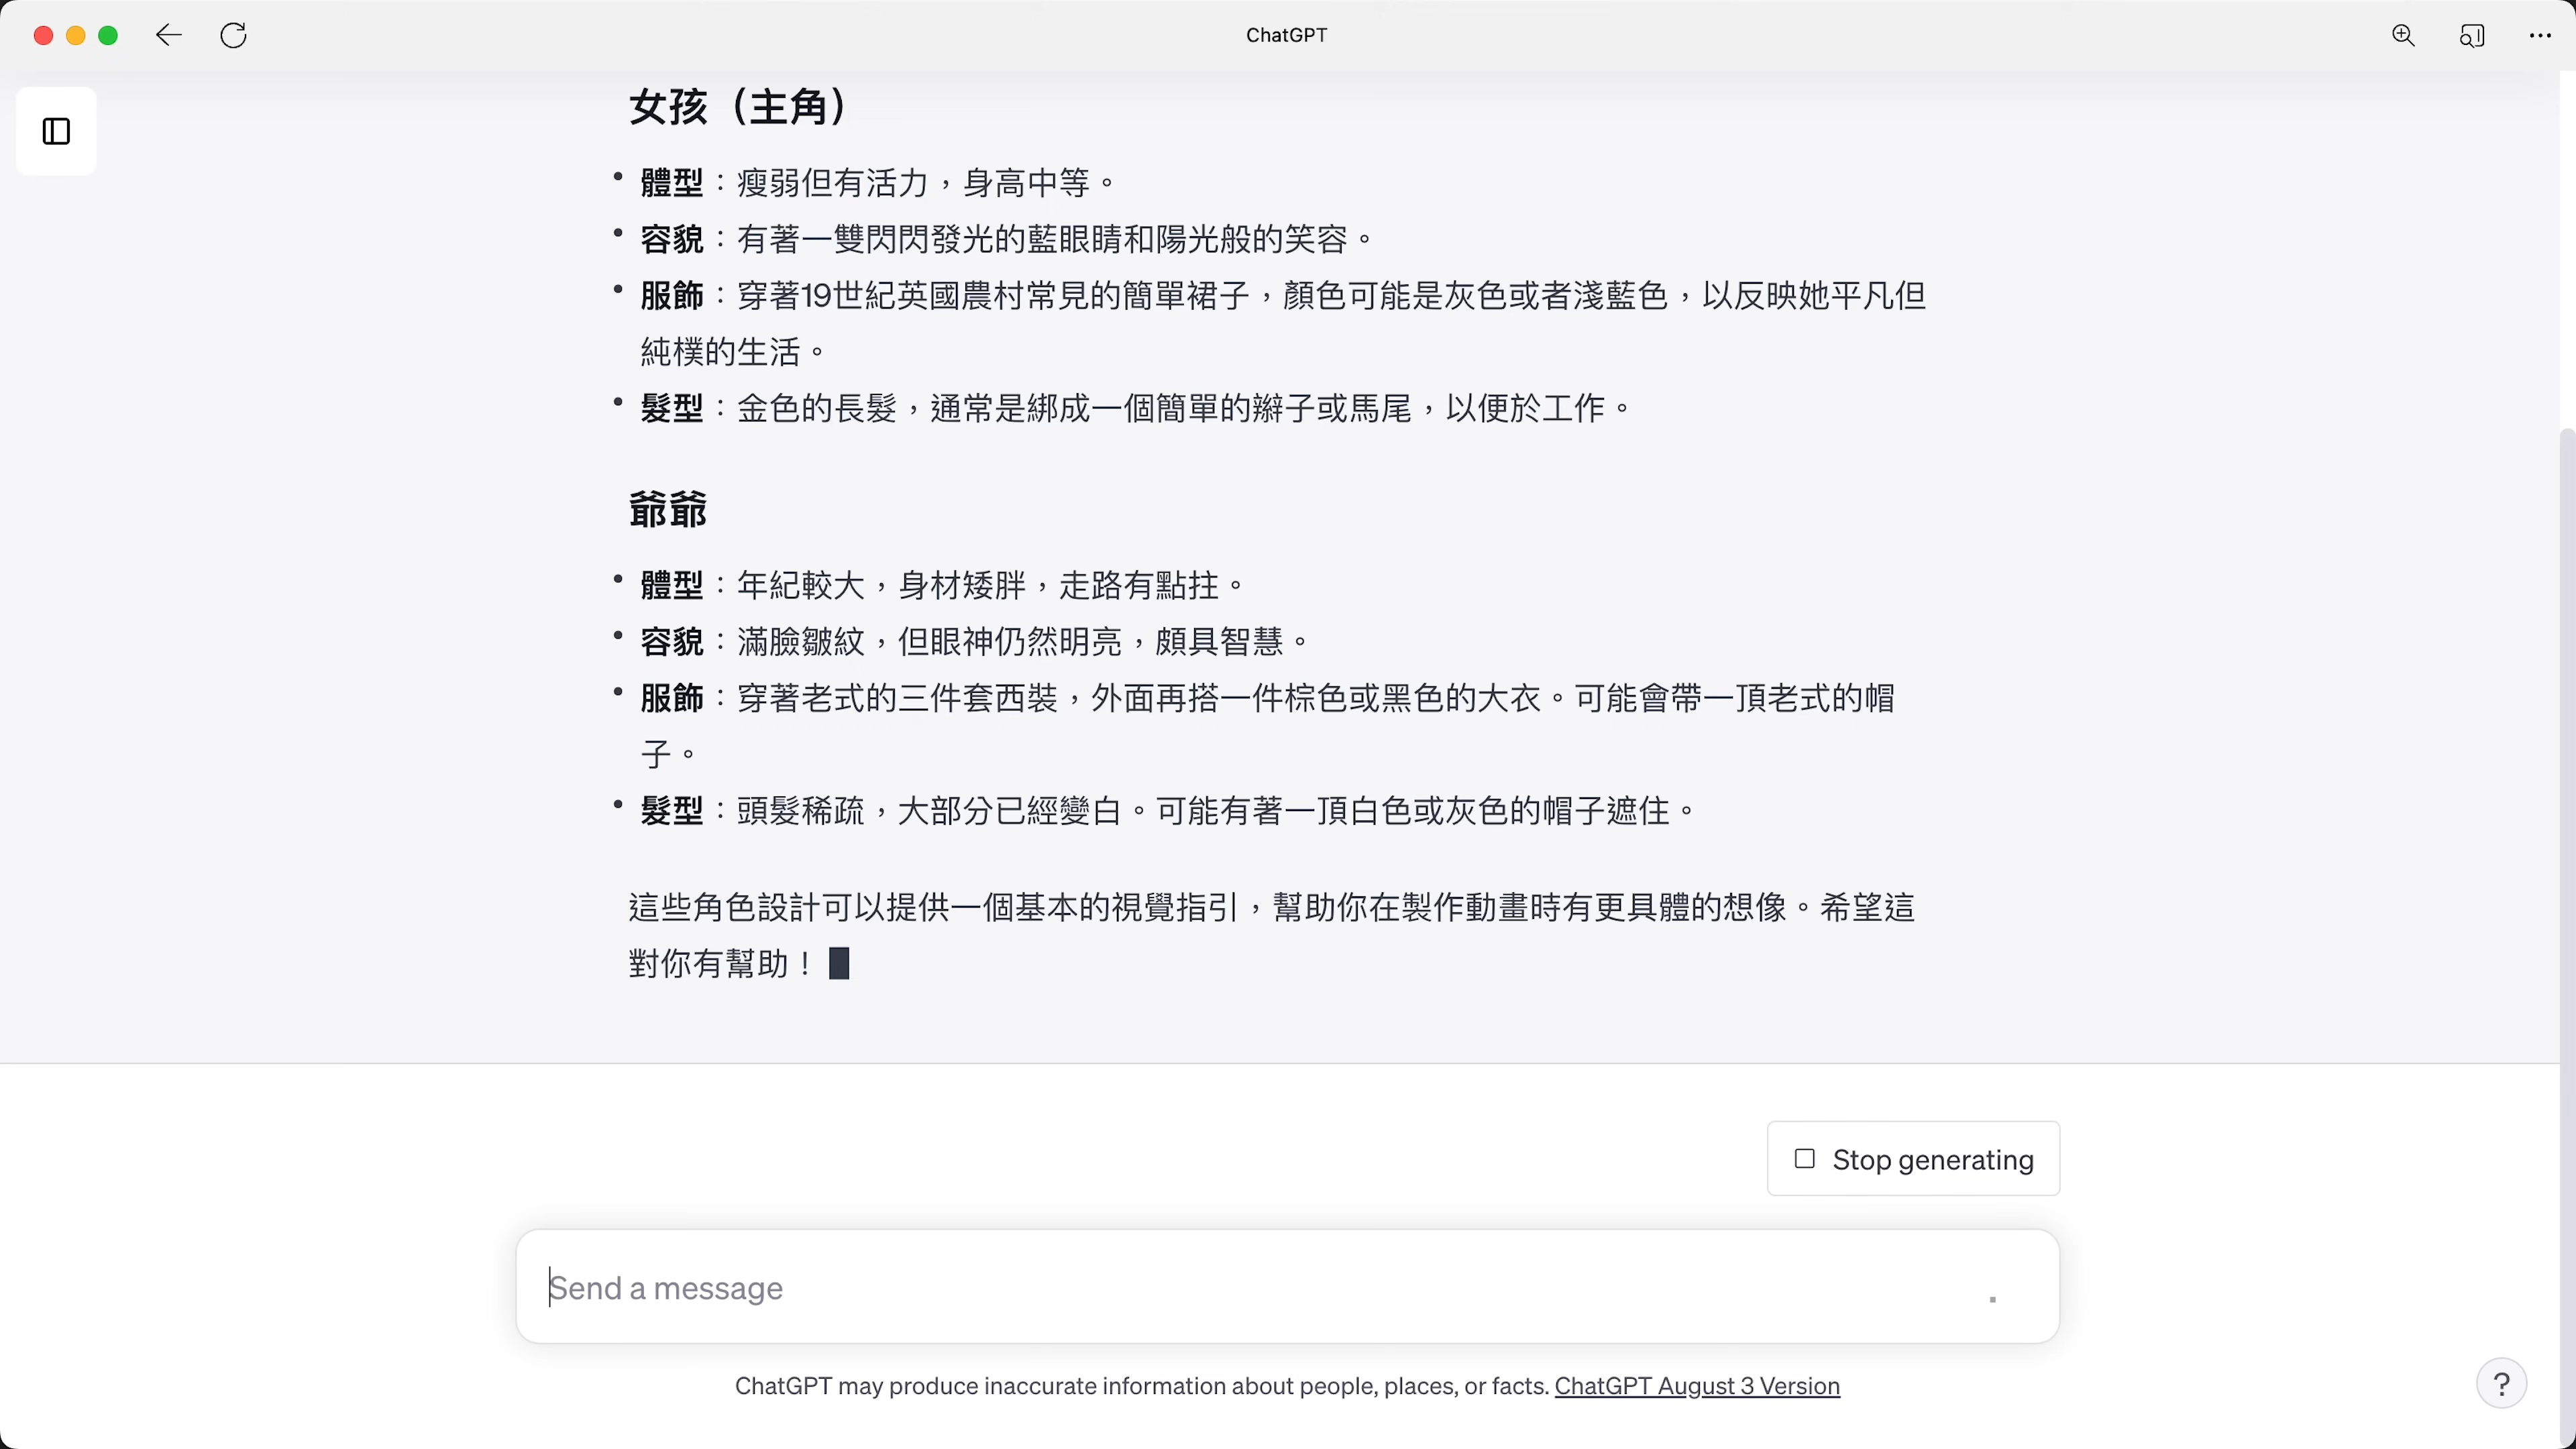 ChatGPT
女孩（主角）
• 體型：瘦弱但有活力，身高中等。
• 容貌：有著一雙閃閃發光的藍眼睛和陽光般的笑容。
• 服飾：穿著19世紀英國農村常見的簡單裙子，顏色可能是灰色或者淺藍色，以反映她平凡但
純樸的生活。
• 髮型：金色的長髮，通常是綁成一個簡單的辮子或馬尾，以便於工作。
爺爺
• 體型：年紀較大，身材矮胖，走路有點拄。
• 容貌：滿臉皺紋，但眼神仍然明亮，頗具智慧。
• 服飾：穿著老式的三件套西裝，外面再搭一件棕色或黑色的大衣。可能會帶一頂老式的帽
子。
• 髮型：頭髮稀疏，大部分已經變白。可能有著一頂白色或灰色的帽子遮住。
這些角色設計可以提供一個基本的視覺指引，幫助你在製作動畫時有更具體的想像。希望這
對你有幫助！
Stop generating
Send a message
ChatGPT may produce inaccurate information about people, places, or facts. ChatGPT August 3 Version
?